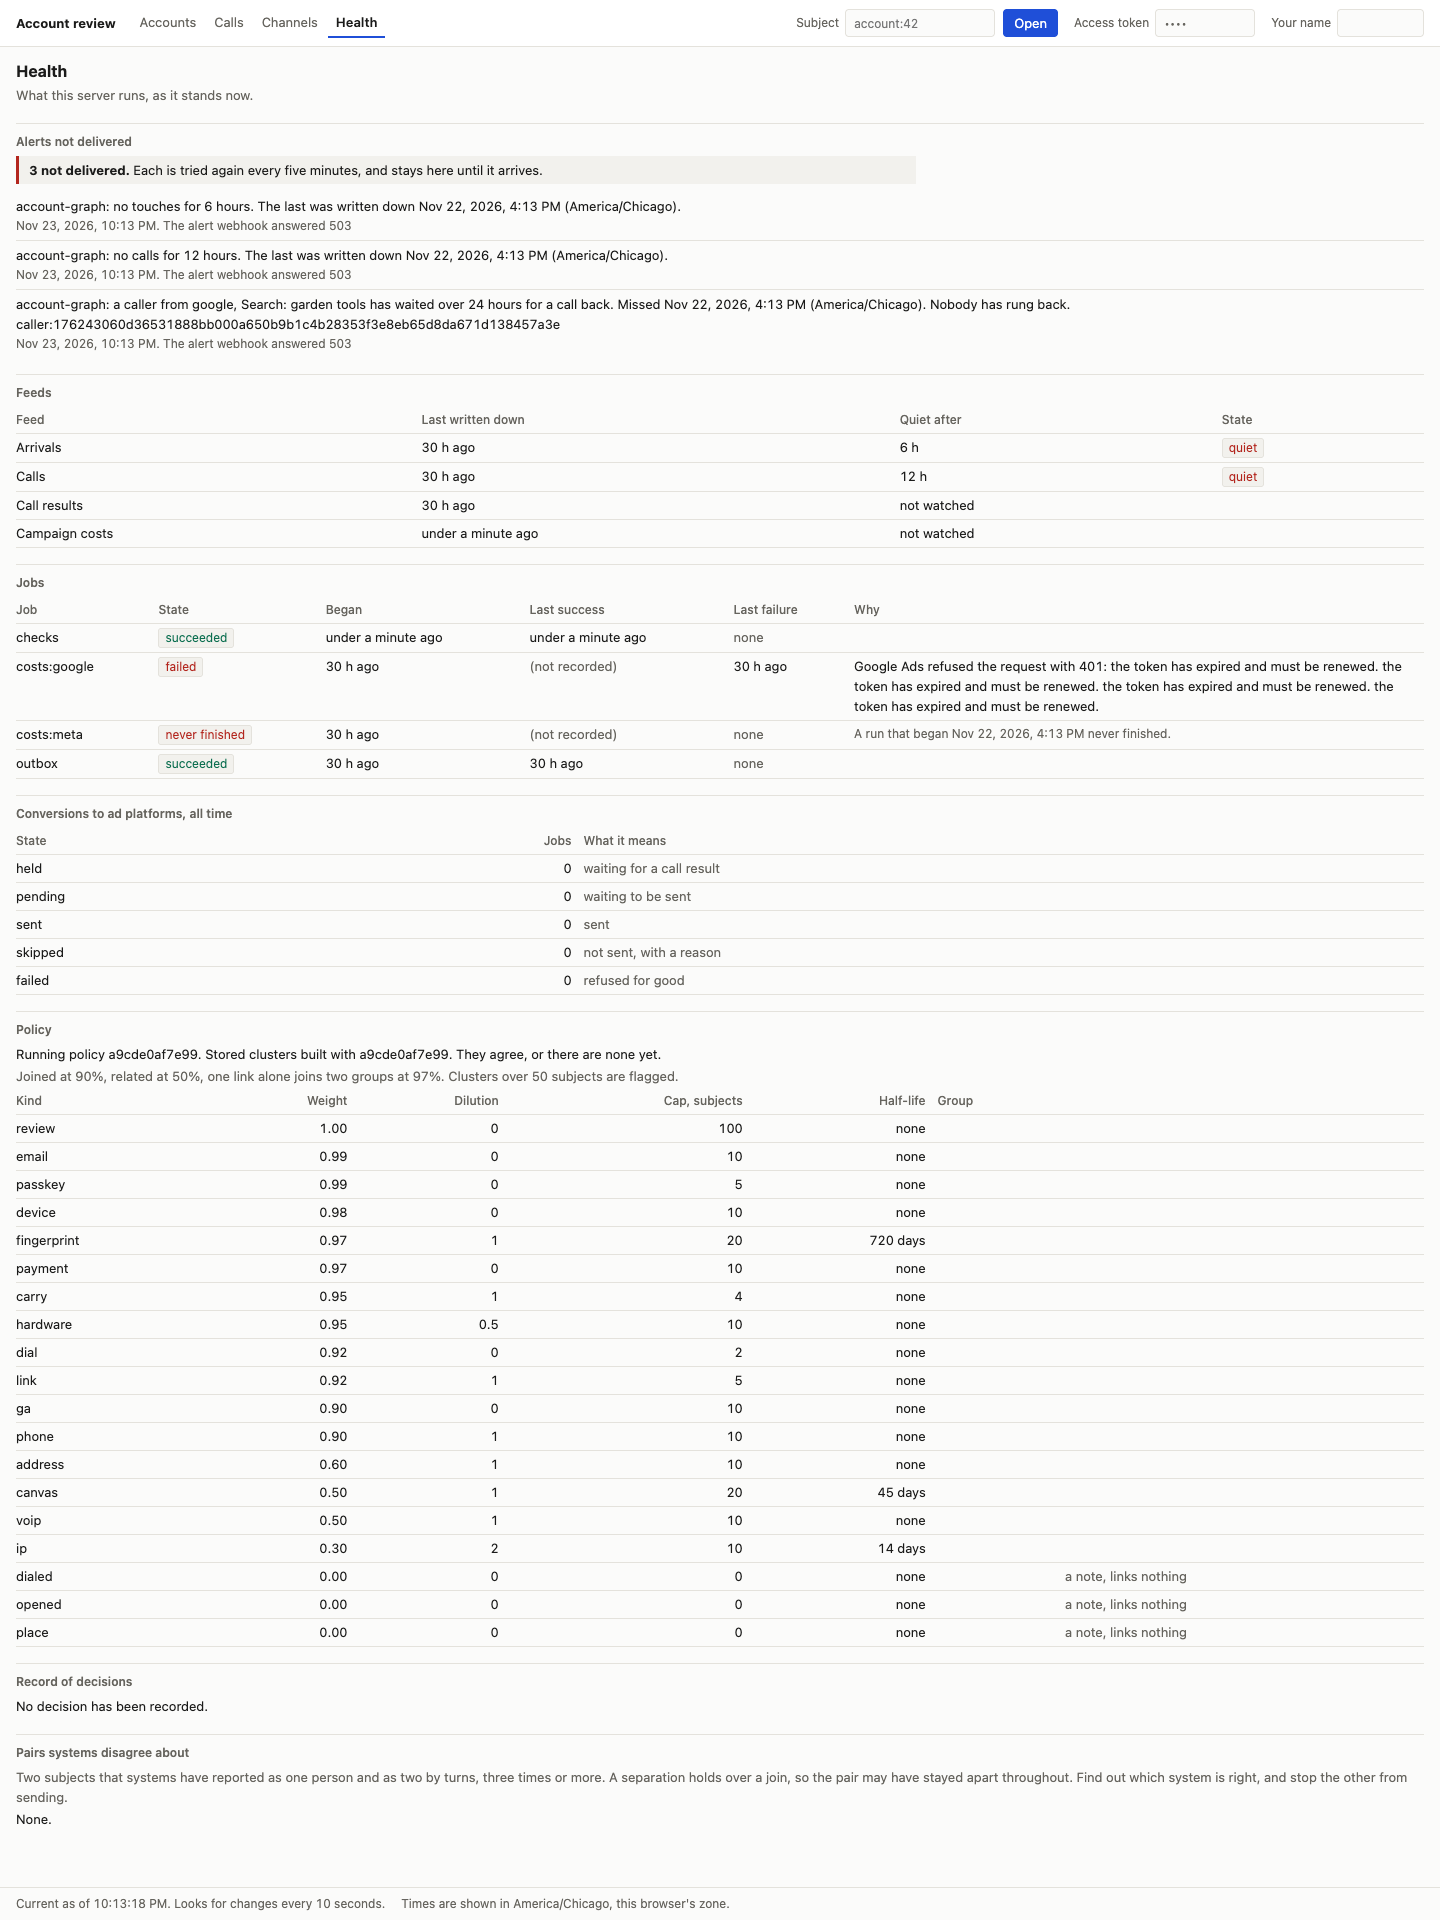 Account review Accounts Calls Channels Health Subject account:42 Open Access token •••• Your name
Health
What this server runs, as it stands now.
Alerts not delivered
3 not delivered. Each is tried again every five minutes, and stays here until it arrives.
account-graph: no touches for 6 hours. The last was written down Nov 22, 2026, 4:13 PM (America/Chicago).
Nov 23, 2026, 10:13 PM. The alert webhook answered 503
account-graph: no calls for 12 hours. The last was written down Nov 22, 2026, 4:13 PM (America/Chicago).
Nov 23, 2026, 10:13 PM. The alert webhook answered 503
account-graph: a caller from google, Search: garden tools has waited over 24 hours for a call back. Missed Nov 22, 2026, 4:13 PM (America/Chicago). Nobody has rung back.
caller:176243060d36531888bb000a650b9b1c4b28353f3e8eb65d8da671d138457a3e
Nov 23, 2026, 10:13 PM. The alert webhook answered 503
Feeds
Feed Last written down Quiet after State
Arrivals 30 h ago 6 h quiet
Calls 30 h ago 12 h quiet
Call results 30 h ago not watched
Campaign costs under a minute ago not watched
Jobs
Job State Began Last success Last failure Why
checks succeeded under a minute ago under a minute ago none
costs:google failed 30 h ago (not recorded) 30 h ago Google Ads refused the request with 401: the token has expired and must be renewed. the
token has expired and must be renewed. the token has expired and must be renewed. the
token has expired and must be renewed.
costs:meta never finished 30 h ago (not recorded) none A run that began Nov 22, 2026, 4:13 PM never finished.
outbox succeeded 30 h ago 30 h ago none
Conversions to ad platforms, all time
State Jobs What it means
held 0 waiting for a call result
pending 0 waiting to be sent
sent 0 sent
skipped 0 not sent, with a reason
failed 0 refused for good
Policy
Running policy a9cde0af7e99. Stored clusters built with a9cde0af7e99. They agree, or there are none yet.
Joined at 90%, related at 50%, one link alone joins two groups at 97%. Clusters over 50 subjects are flagged.
Kind Weight Dilution Cap, subjects Half-life Group
review 1.00 0 100 none
email 0.99 0 10 none
passkey 0.99 0 5 none
device 0.98 0 10 none
fingerprint 0.97 1 20 720 days
payment 0.97 0 10 none
carry 0.95 1 4 none
hardware 0.95 0.5 10 none
dial 0.92 0 2 none
link 0.92 1 5 none
ga 0.90 0 10 none
phone 0.90 1 10 none
address 0.60 1 10 none
canvas 0.50 1 20 45 days
voip 0.50 1 10 none
ip 0.30 2 10 14 days
dialed 0.00 0 0 none a note, links nothing
opened 0.00 0 0 none a note, links nothing
place 0.00 0 0 none a note, links nothing
Record of decisions
No decision has been recorded.
Pairs systems disagree about
Two subjects that systems have reported as one person and as two by turns, three times or more. A separation holds over a join, so the pair may have stayed apart throughout. Find out which system is right, and stop the other from
sending.
None.
Current as of 10:13:18 PM. Looks for changes every 10 seconds. Times are shown in America/Chicago, this browser's zone.